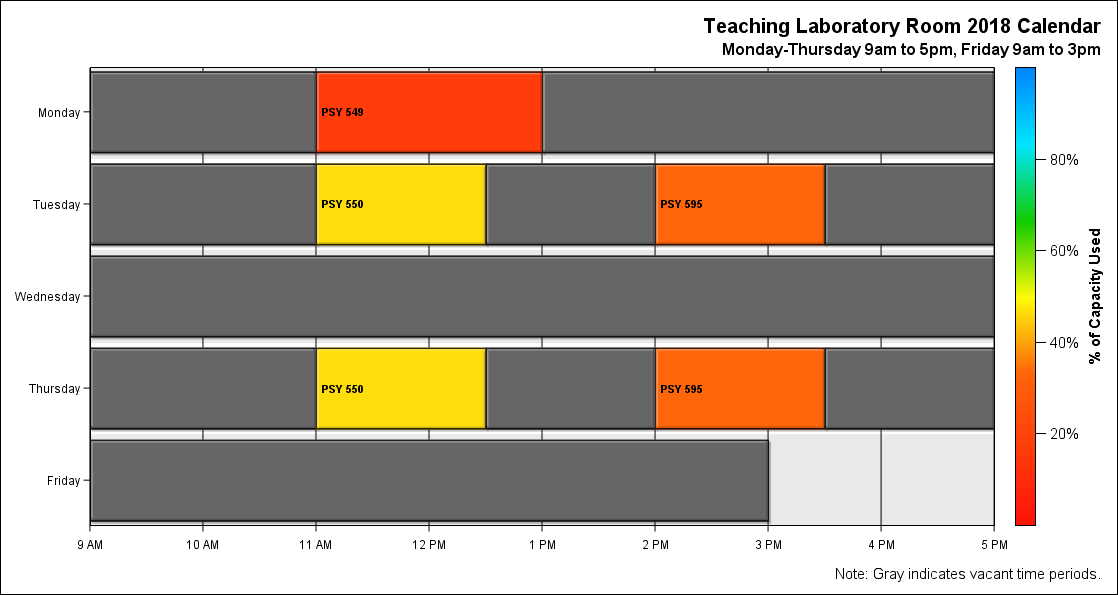 Teaching Laboratory Room 2018 Calendar
Monday-Thursday 9am to 5pm, Friday 9am to 3pm
Monday
PSY 549
Tuesday
PSY 550
PSY 595
Wednesday
Thursday
PSY 550
PSY 595
Friday
9 AM 10 AM 11 AM 12 PM 1 PM 2 PM 3 PM 4 PM 5 PM
80%
60%
40%
20%
% of Capacity Used
Note: Gray indicates vacant time periods.